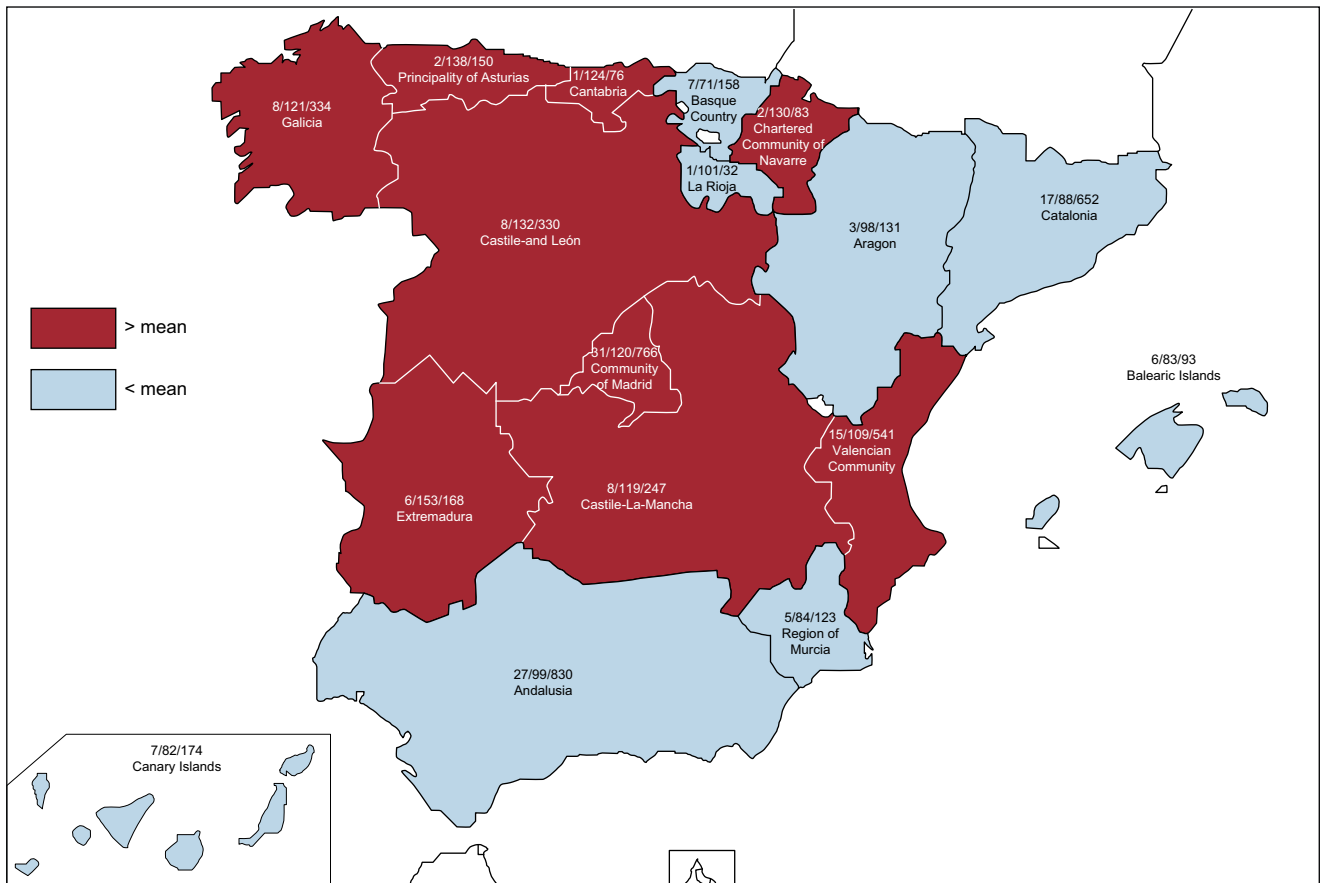 2/138/150
Principality of Asturias
1/124/76
Cantabria
7/71/158
Basque
Country
8/121/334
Galicia
2/130/83
Chartered
Community of
Navarre
1/101/32
La Rioja
17/88/652
Catalonia
8/132/330
Castile-and León
3/98/131
Aragon
> mean
< mean
31/120/766
Community
of Madrid
6/83/93
Balearic Islands
15/109/541
Valencian
Community
6/153/168
Extremadura
8/119/247
Castile-La-Mancha
5/84/123
Region of
Murcia
27/99/830
Andalusia
7/82/174
Canary Islands